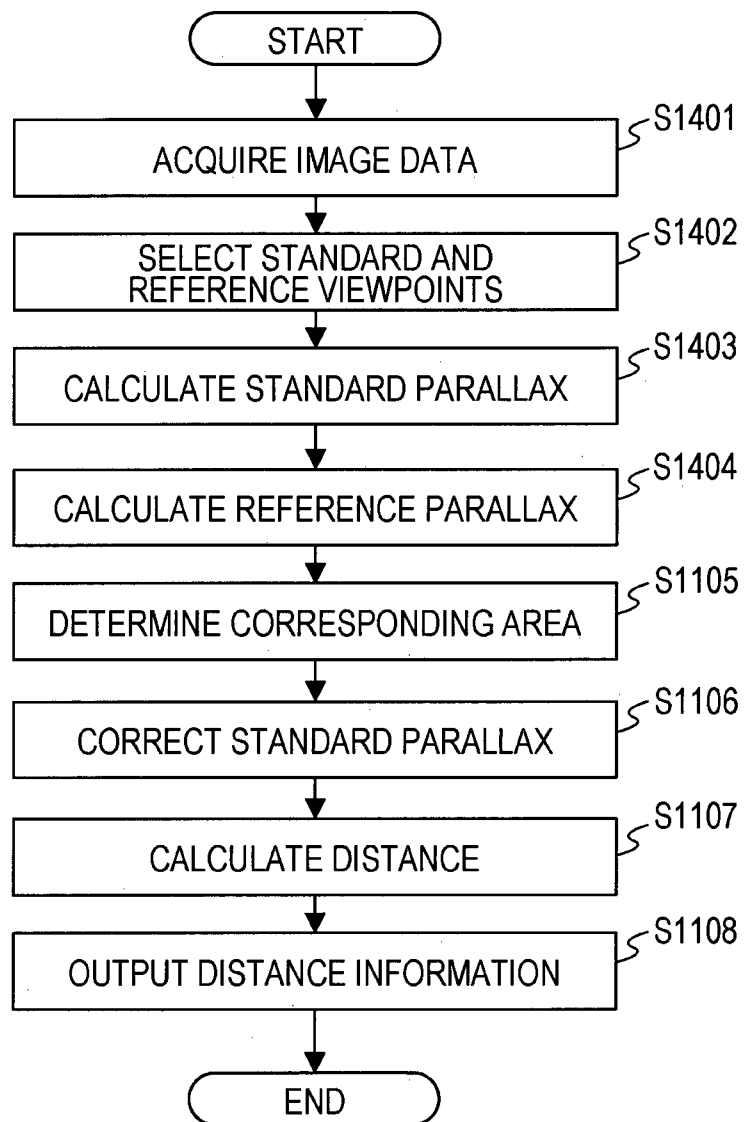 START
S1401
ACQUIRE IMAGE DATA
S1402
SELECT STANDARD AND
REFERENCE VIEWPOINTS
S1403
CALCULATE STANDARD PARALLAX
S1404
CALCULATE REFERENCE PARALLAX
S1105
DETERMINE CORRESPONDING AREA
S1106
CORRECT STANDARD PARALLAX
S1107
CALCULATE DISTANCE
S1108
OUTPUT DISTANCE INFORMATION
END